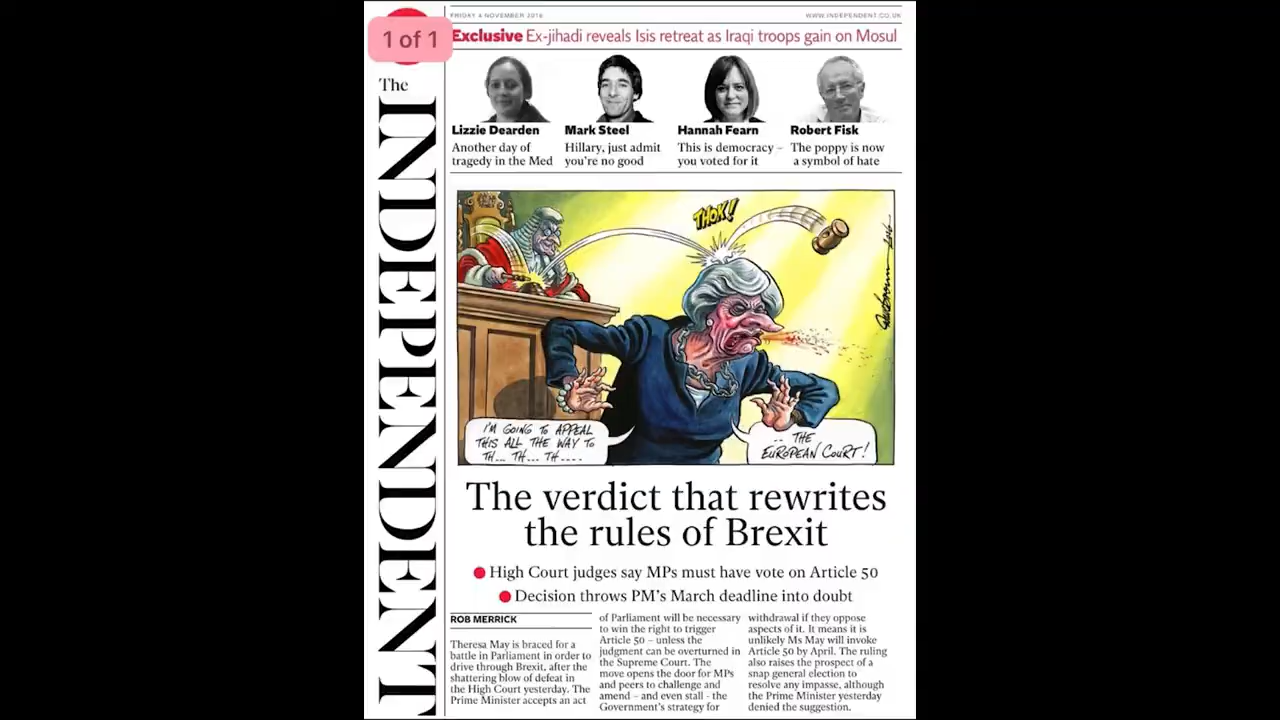 1 of 1
FRIDAY 4 NOVEMBER 2016
WWW.INDEPENDENT.CO.UK
Exclusive Ex-jihadi reveals Isis retreat as Iraqi troops gain on Mosul
The
INDEPENDENT
Lizzie Dearden
Another day of
tragedy in the Med
Mark Steel
Hillary, just admit
you're no good
Hannah Fearn
This is democracy –
you voted for it
Robert Fisk
The poppy is now
a symbol of hate
THOK!
I'M GOING TO APPEAL
THIS ALL THE WAY TO
TH... TH... TH....
.. THE
EUROPEAN COURT!
The verdict that rewrites
the rules of Brexit
● High Court judges say MPs must have vote on Article 50
● Decision throws PM's March deadline into doubt
ROB MERRICK
Theresa May is braced for a
battle in Parliament in order to
drive through Brexit, after the
shattering blow of defeat in
the High Court yesterday. The
Prime Minister accepts an act
of Parliament will be necessary
to win the right to trigger
Article 50 – unless the
judgment can be overturned in
the Supreme Court. The
move opens the door for MPs
and peers to challenge and
amend – and even stall - the
Government's strategy for
withdrawal if they oppose
aspects of it. It means it is
unlikely Ms May will invoke
Article 50 by April. The ruling
also raises the prospect of a
snap general election to
resolve any impasse, although
the Prime Minister yesterday
denied the suggestion.